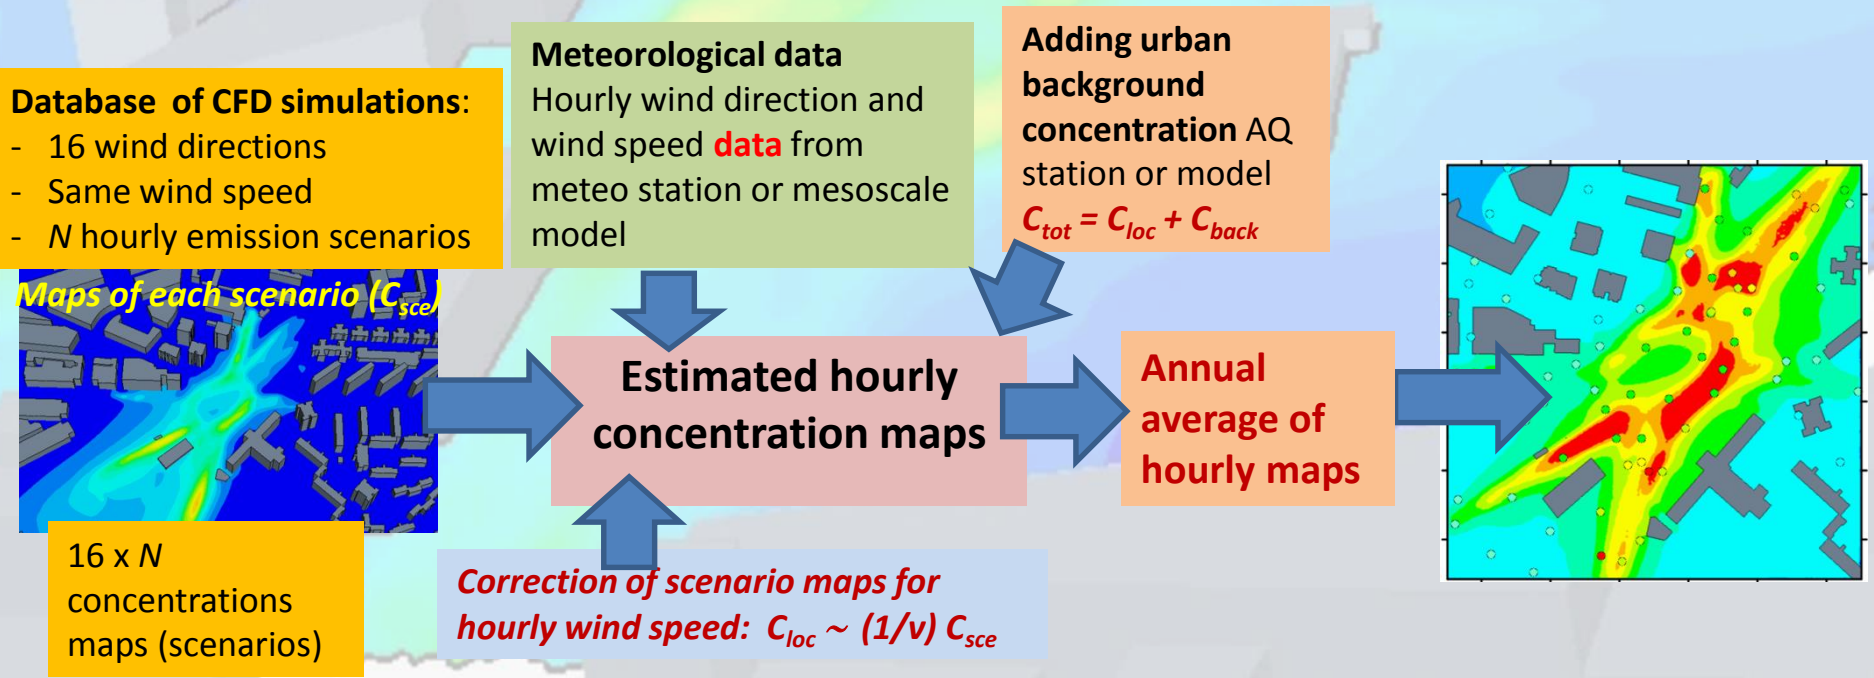 Database of CFD simulations:
- 16 wind directions
- Same wind speed
- N hourly emission scenarios
Maps of each scenario (Csce)
16 x N
concentrations
maps (scenarios)
Meteorological data
Hourly wind direction and
wind speed data from
meteo station or mesoscale
model
Adding urban
background
concentration AQ
station or model
Ctot = Cloc + Cback
Estimated hourly
concentration maps
Correction of scenario maps for
hourly wind speed: Cloc ~ (1/v) Csce
Annual
average of
hourly maps